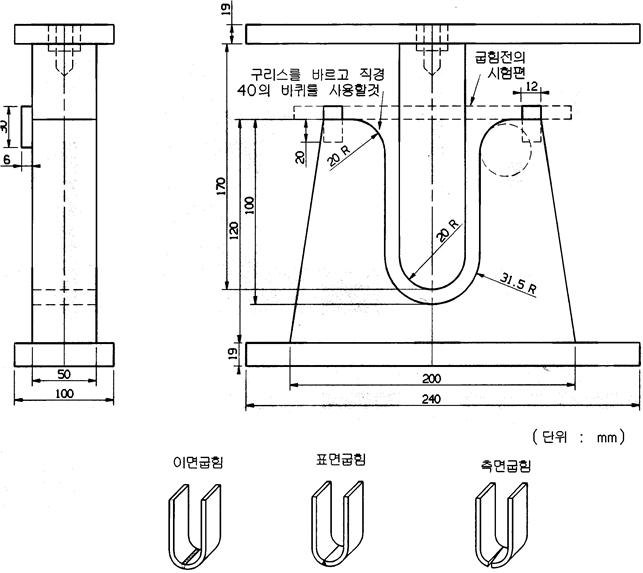 19
구리스를 바르고 직경
40의 바퀴를 사용할것
굽힘전의
시험편
12
30
6
20
20 R
170
120
100
20 R
31.5 R
19
50
100
200
240
(단위 : mm)
이면굽힘
표면굽힘
측면굽힘